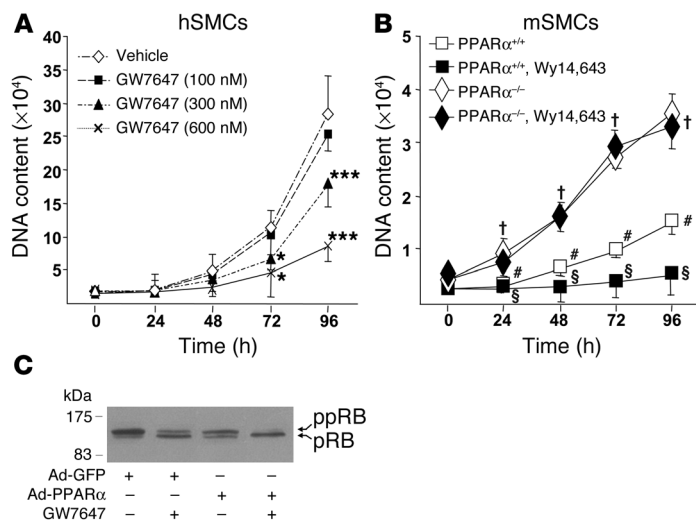 A
hSMCs
DNA content (×10⁴)
40
35
30
25
20
15
10
5
Vehicle
GW7647 (100 nM)
GW7647 (300 nM)
GW7647 (600 nM)
***
***
*
*
0 24 48 72 96
Time (h)
B
mSMCs
DNA content (×10⁴)
5
4
3
2
1
PPARα⁺/⁺
PPARα⁺/⁺, Wy14,643
PPARα⁻/⁻
PPARα⁻/⁻, Wy14,643
† † † †
# # # #
§ § § §
0 24 48 72 96
Time (h)
C
kDa
175
83
ppRB
pRB
Ad-GFP + + – –
Ad-PPARα – – + +
GW7647 – + – +